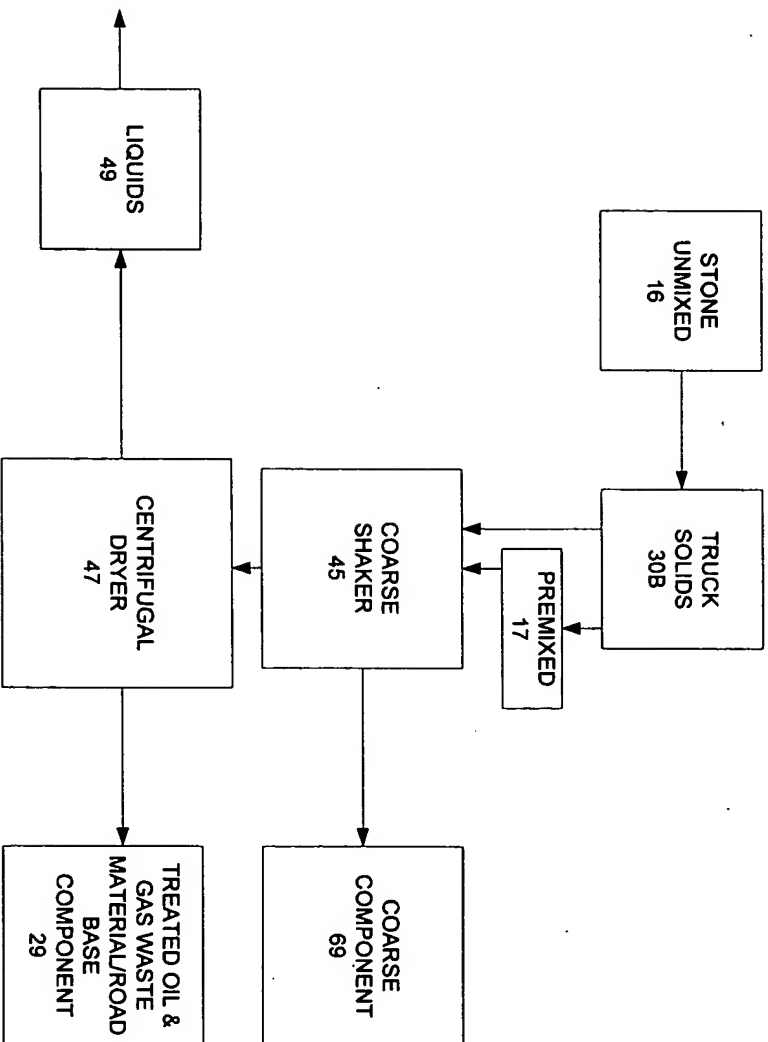 STONE
UNMIXED
16
TRUCK
SOLIDS
30B
PREMIXED
17
COARSE
SHAKER
45
COARSE
COMPONENT
69
LIQUIDS
49
CENTRIFUGAL
DRYER
47
TREATED OIL &
GAS WASTE
MATERIAL/ROAD
BASE
COMPONENT
29